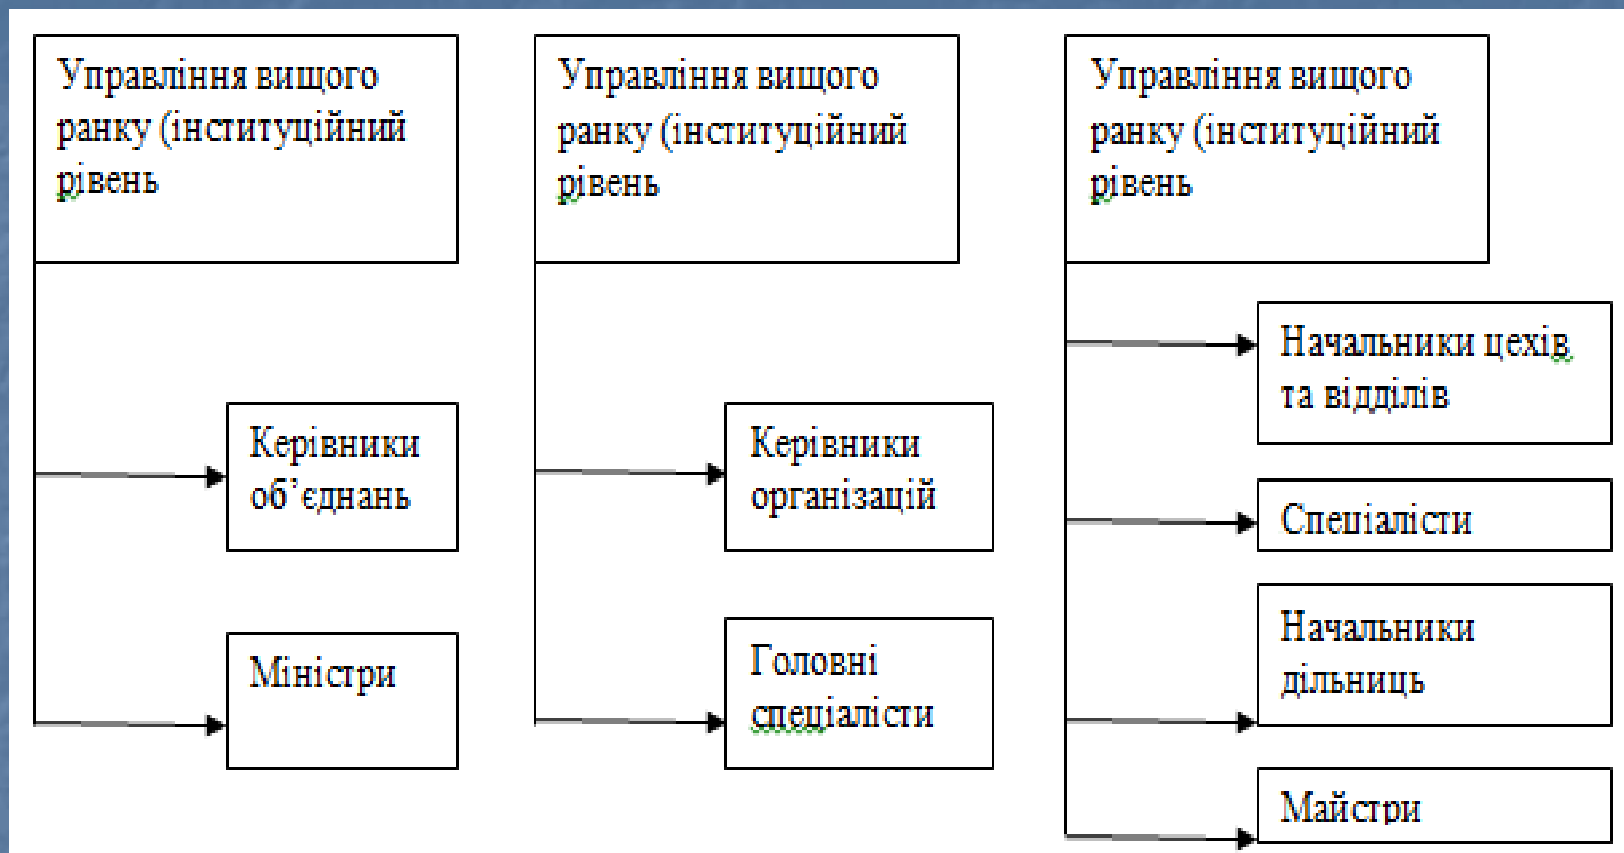 Управління вищого
ранку (інституційний
рівень
Керівники
об’єднань
Міністри
Управління вищого
ранку (інституційний
рівень
Керівники
організацій
Головні
спеціалісти
Управління вищого
ранку (інституційний
рівень
Начальники цехів
та відділів
Спеціалісти
Начальники
дільниць
Майстри